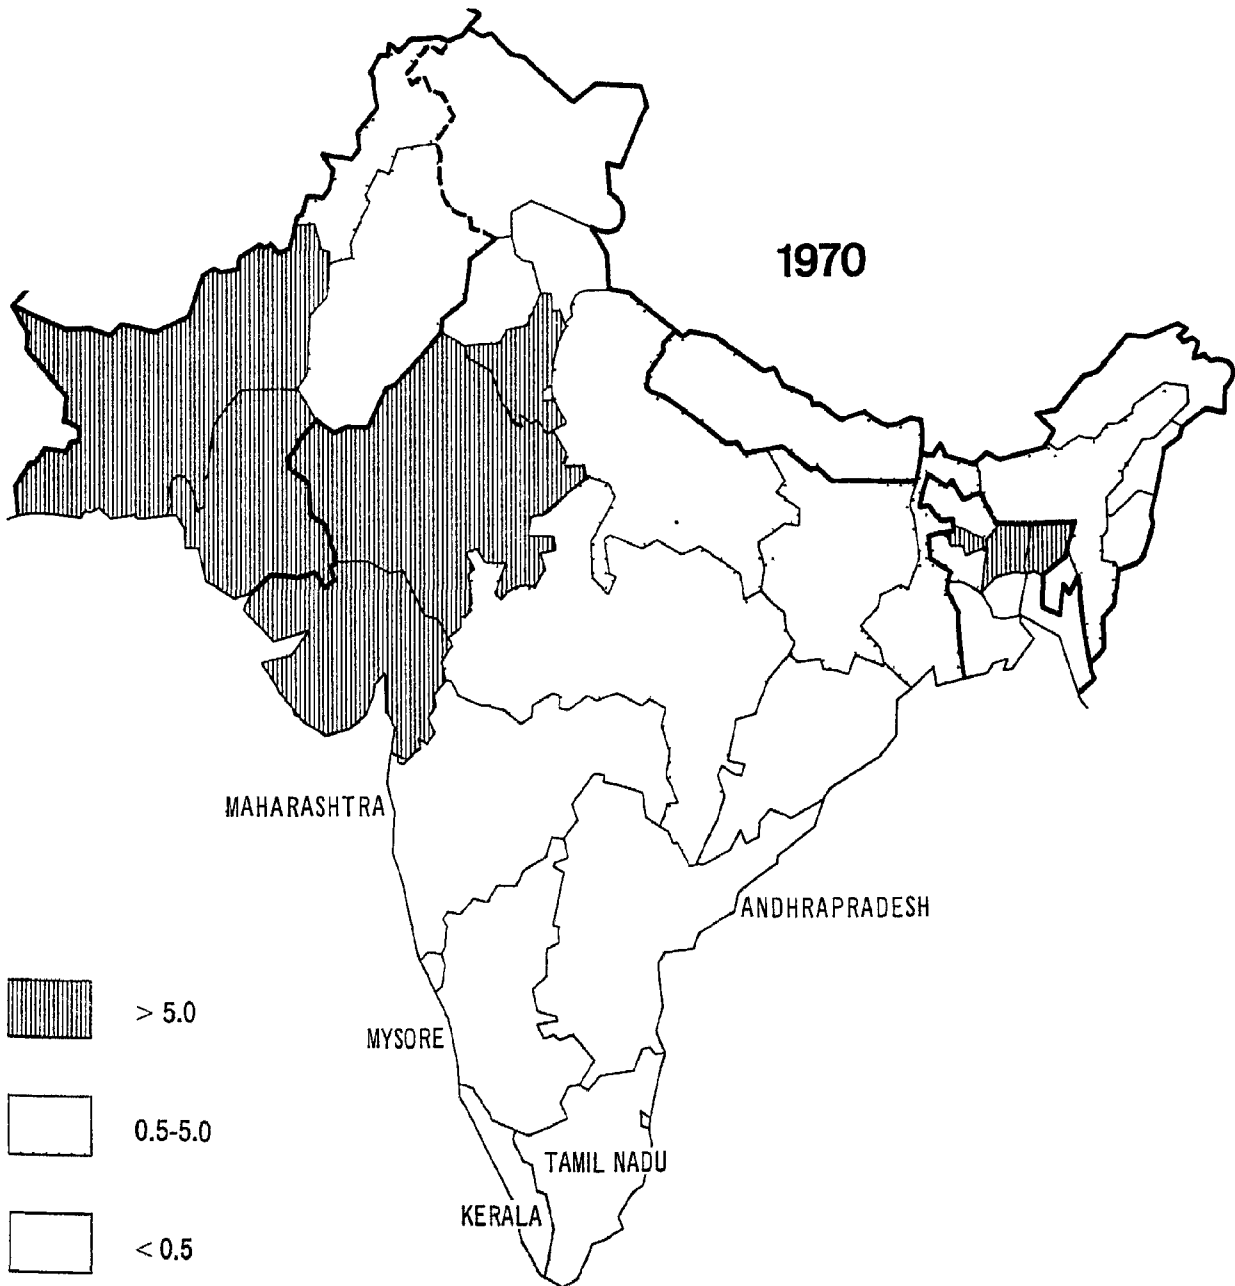 1970
MAHARASHTRA
ANDHRAPRADESH
> 5.0
MYSORE
0.5-5.0
TAMIL NADU
KERALA
< 0.5